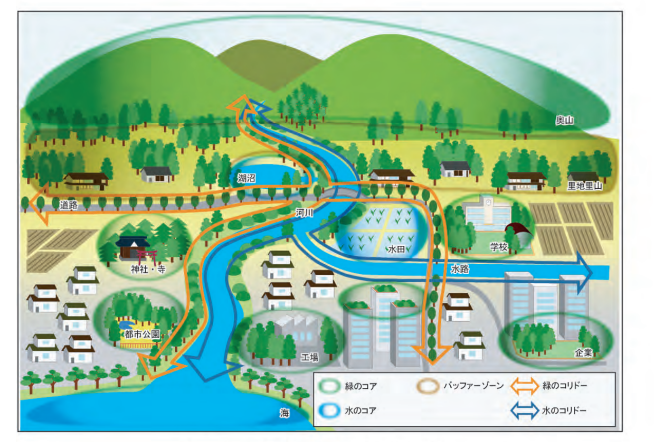 奥山
里地里山
湖沼
道路
河川
水田
学校
神社・寺
水路
都市公園
工場
企業
海
緑のコア
バッファーゾーン
緑のコリドー
水のコア
水のコリドー